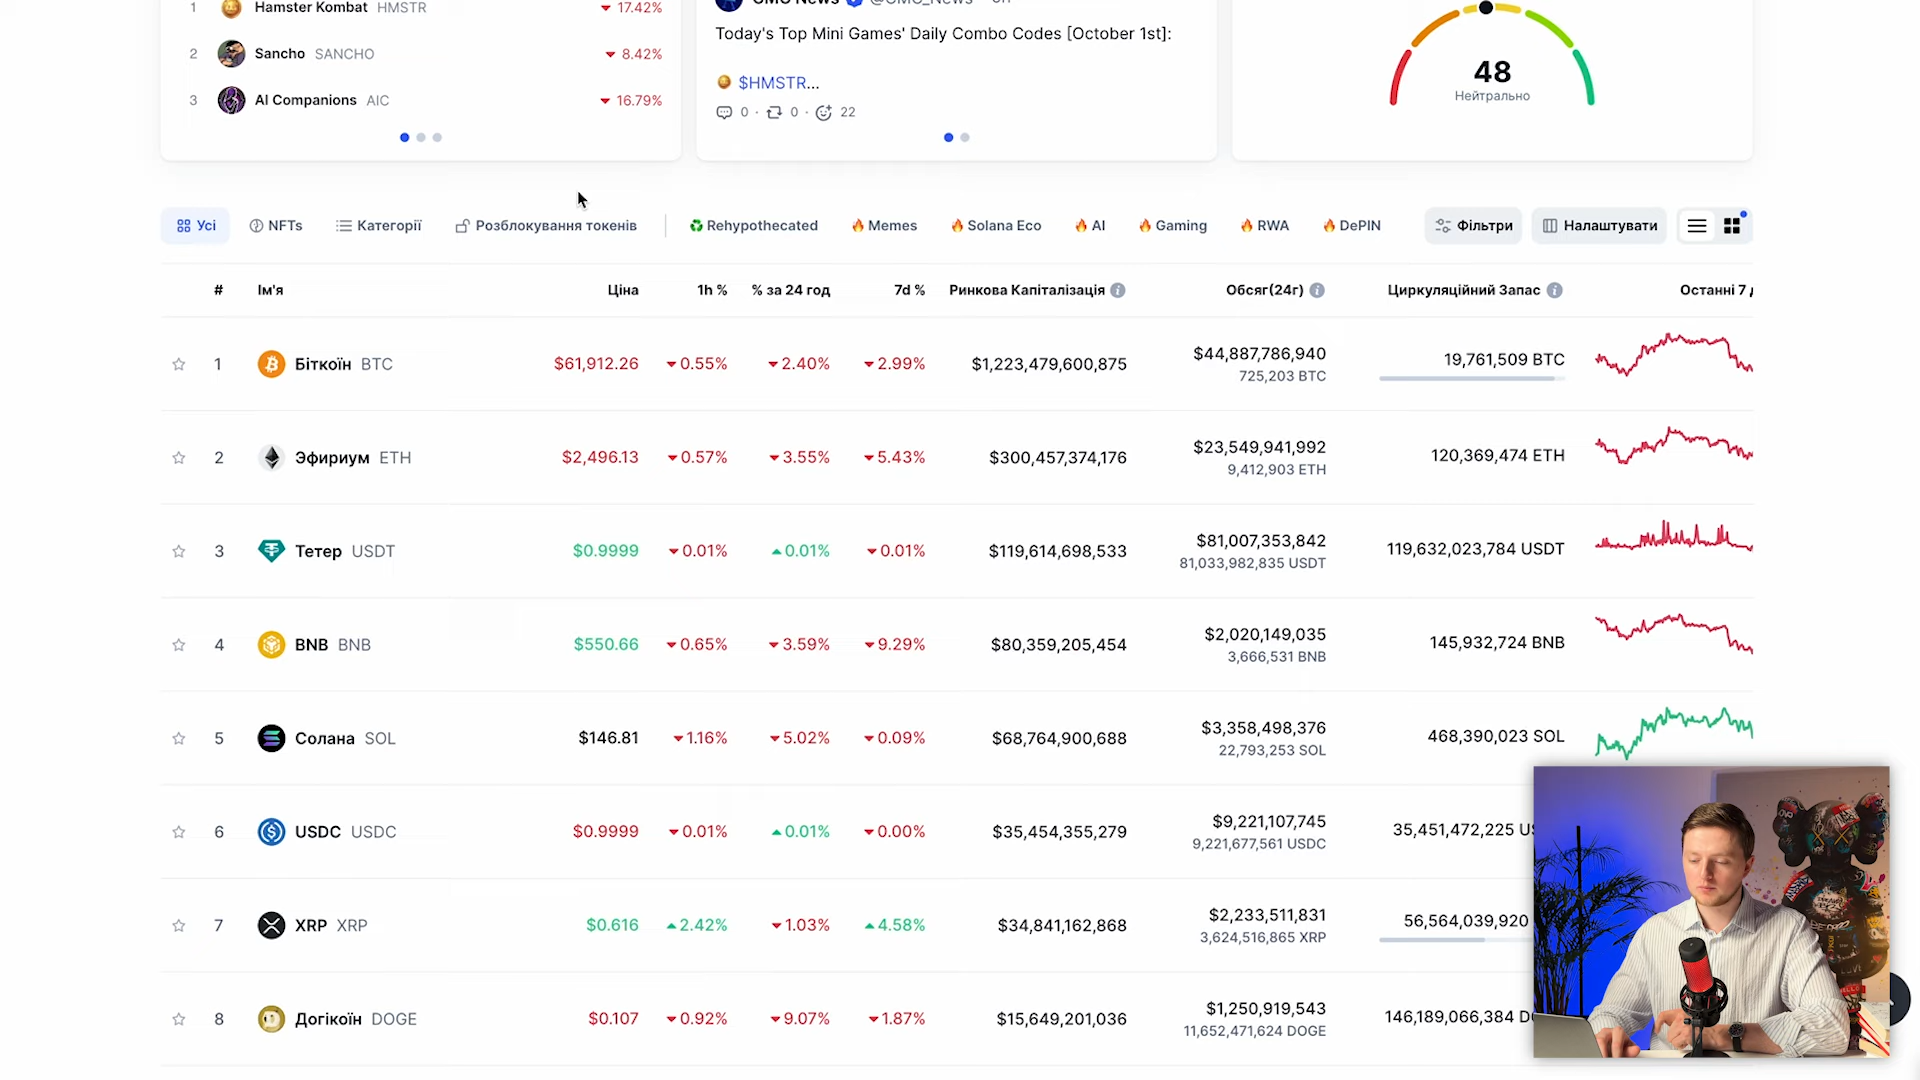 1 Hamster Kombat HMSTR 17.42%
2 Sancho SANCHO 8.42%
3 AI Companions AIC 16.79%
Today's Top Mini Games' Daily Combo Codes [October 1st]:
$HMSTR...
0 · 0 · 22
48
Нейтрально
Усі NFTs Категорії Розблокування токенів Rehypothecated Memes Solana Eco AI Gaming RWA DePIN Фільтри Налаштувати
# Ім'я Ціна 1h % % за 24 год 7d % Ринкова Капіталізація Обсяг(24г) Циркуляційний Запас Останні 7
1 Біткоїн BTC $61,912.26 0.55% 2.40% 2.99% $1,223,479,600,875 $44,887,786,940 19,761,509 BTC
725,203 BTC
2 Эфириум ETH $2,496.13 0.57% 3.55% 5.43% $300,457,374,176 $23,549,941,992 120,369,474 ETH
9,412,903 ETH
3 Тетер USDT $0.9999 0.01% 0.01% 0.01% $119,614,698,533 $81,007,353,842 119,632,023,784 USDT
81,033,982,835 USDT
4 BNB BNB $550.66 0.65% 3.59% 9.29% $80,359,205,454 $2,020,149,035 145,932,724 BNB
3,666,531 BNB
5 Солана SOL $146.81 1.16% 5.02% 0.09% $68,764,900,688 $3,358,498,376 468,390,023 SOL
22,793,253 SOL
6 USDC USDC $0.9999 0.01% 0.01% 0.00% $35,454,355,279 $9,221,107,745 35,451,472,225
9,221,677,561 USDC
7 XRP XRP $0.616 2.42% 1.03% 4.58% $34,841,162,868 $2,233,511,831 56,564,039,920
3,624,516,865 XRP
8 Догікоїн DOGE $0.107 0.92% 9.07% 1.87% $15,649,201,036 $1,250,919,543 146,189,066,384
11,652,471,624 DOGE